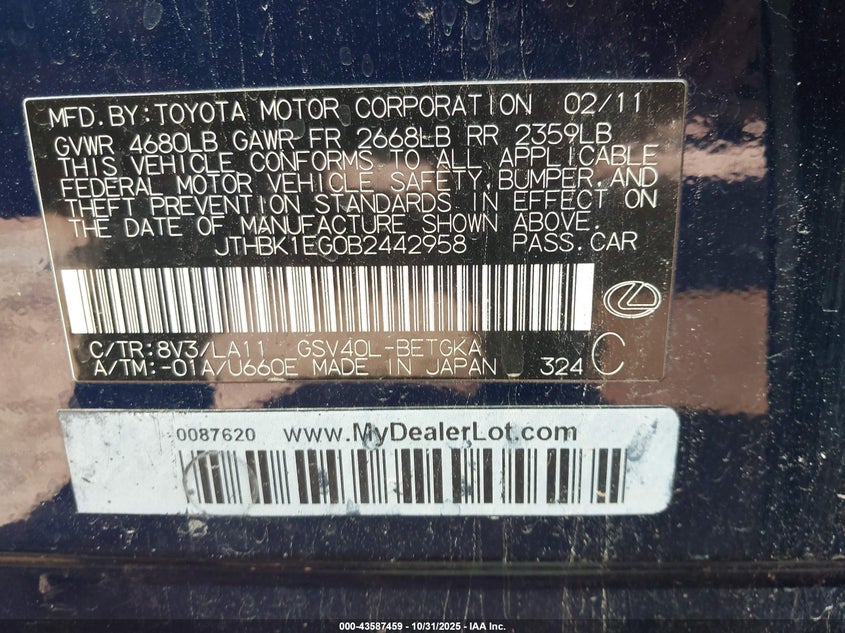 MFD.BY:TOYOTA MOTOR CORPORATION 02/11
GVWR 4680LB GAWR FR 2668LB RR 2359LB
THIS VEHICLE CONFORMS TO ALL APPLICABLE
FEDERAL MOTOR VEHICLE SAFETY,BUMPER,AND
THEFT PREVENTION STANDARDS IN EFFECT ON
THE DATE OF MANUFACTURE SHOWN ABOVE.
JTHBK1EG0B2442958 PASS.CAR
C/TR:8V3/LA11 GSV40L-BETGKA
A/TM:-01A/U660E MADE IN JAPAN 324 C
0087620 www.MyDealerLot.com
000-43587459 - 10/31/2025 - IAA Inc.